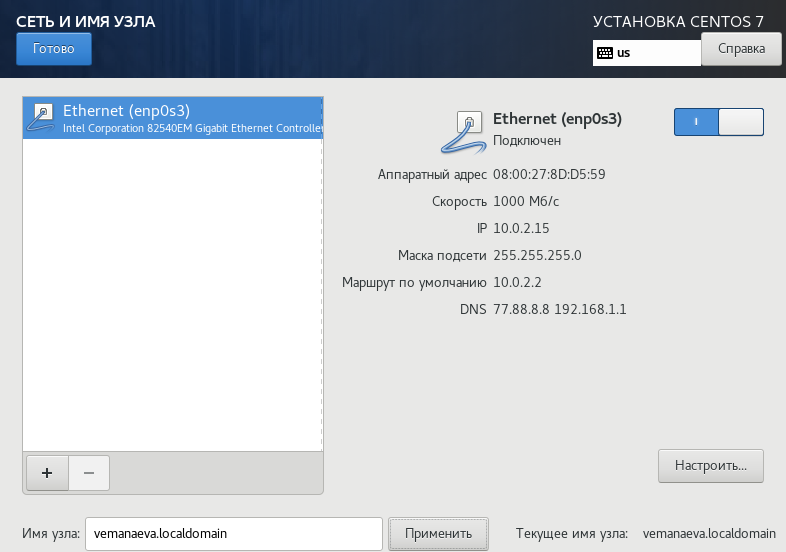 СЕТЬ И ИМЯ УЗЛА
УСТАНОВКА CENTOS 7
Готово
us
Справка
Ethernet (enp0s3)
Intel Corporation 82540EM Gigabit Ethernet Controller
Ethernet (enp0s3)
Подключен
Аппаратный адрес 08:00:27:8D:D5:59
Скорость 1000 Мб/с
IP 10.0.2.15
Маска подсети 255.255.255.0
Маршрут по умолчанию 10.0.2.2
DNS 77.88.8.8 192.168.1.1
Настроить...
Имя узла: vemanaeva.localdomain Применить Текущее имя узла: vemanaeva.localdomain